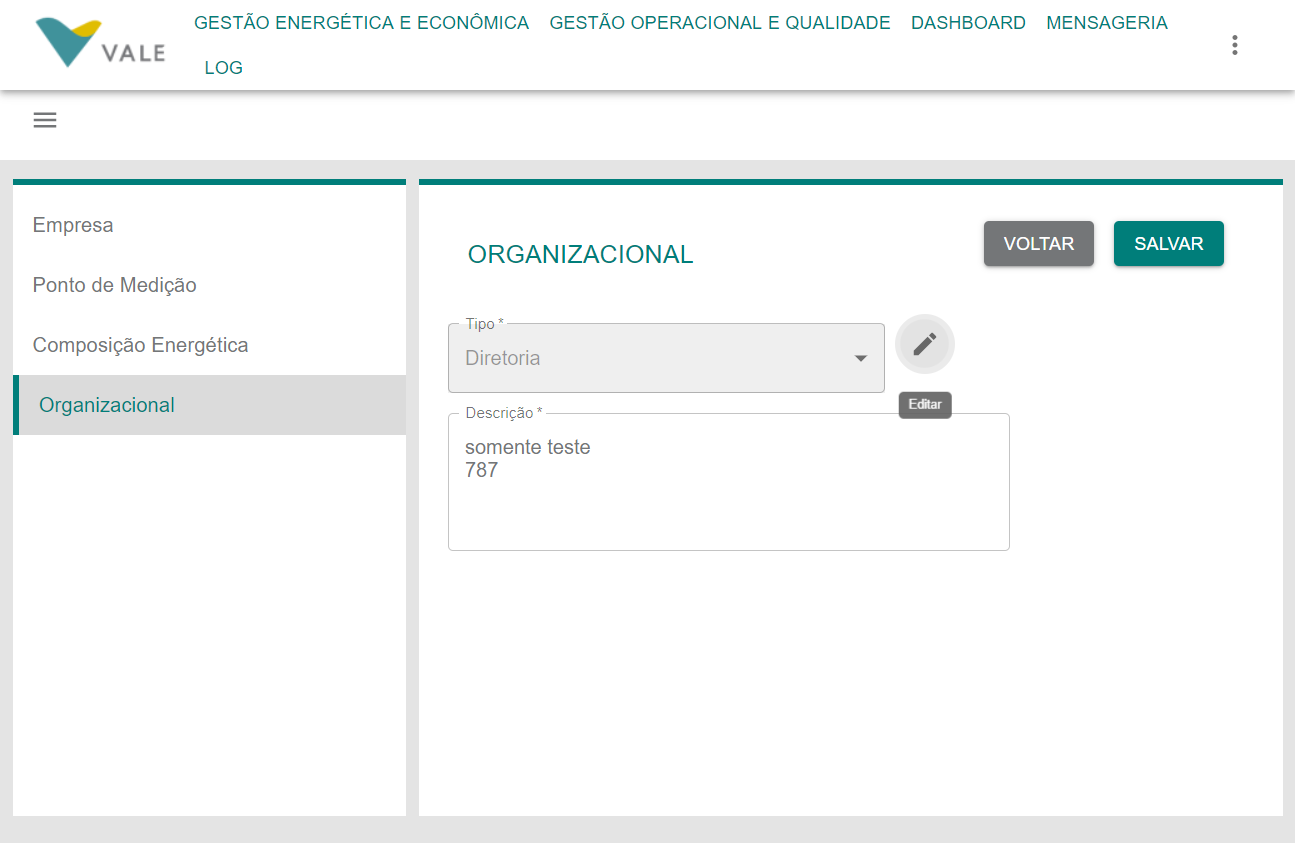 VALE
GESTÃO ENERGÉTICA E ECONÔMICA GESTÃO OPERACIONAL E QUALIDADE DASHBOARD MENSAGERIA
LOG
Empresa
Ponto de Medição
Composição Energética
Organizacional
ORGANIZACIONAL
VOLTAR
SALVAR
Tipo *
Diretoria
Editar
Descrição *
somente teste
787